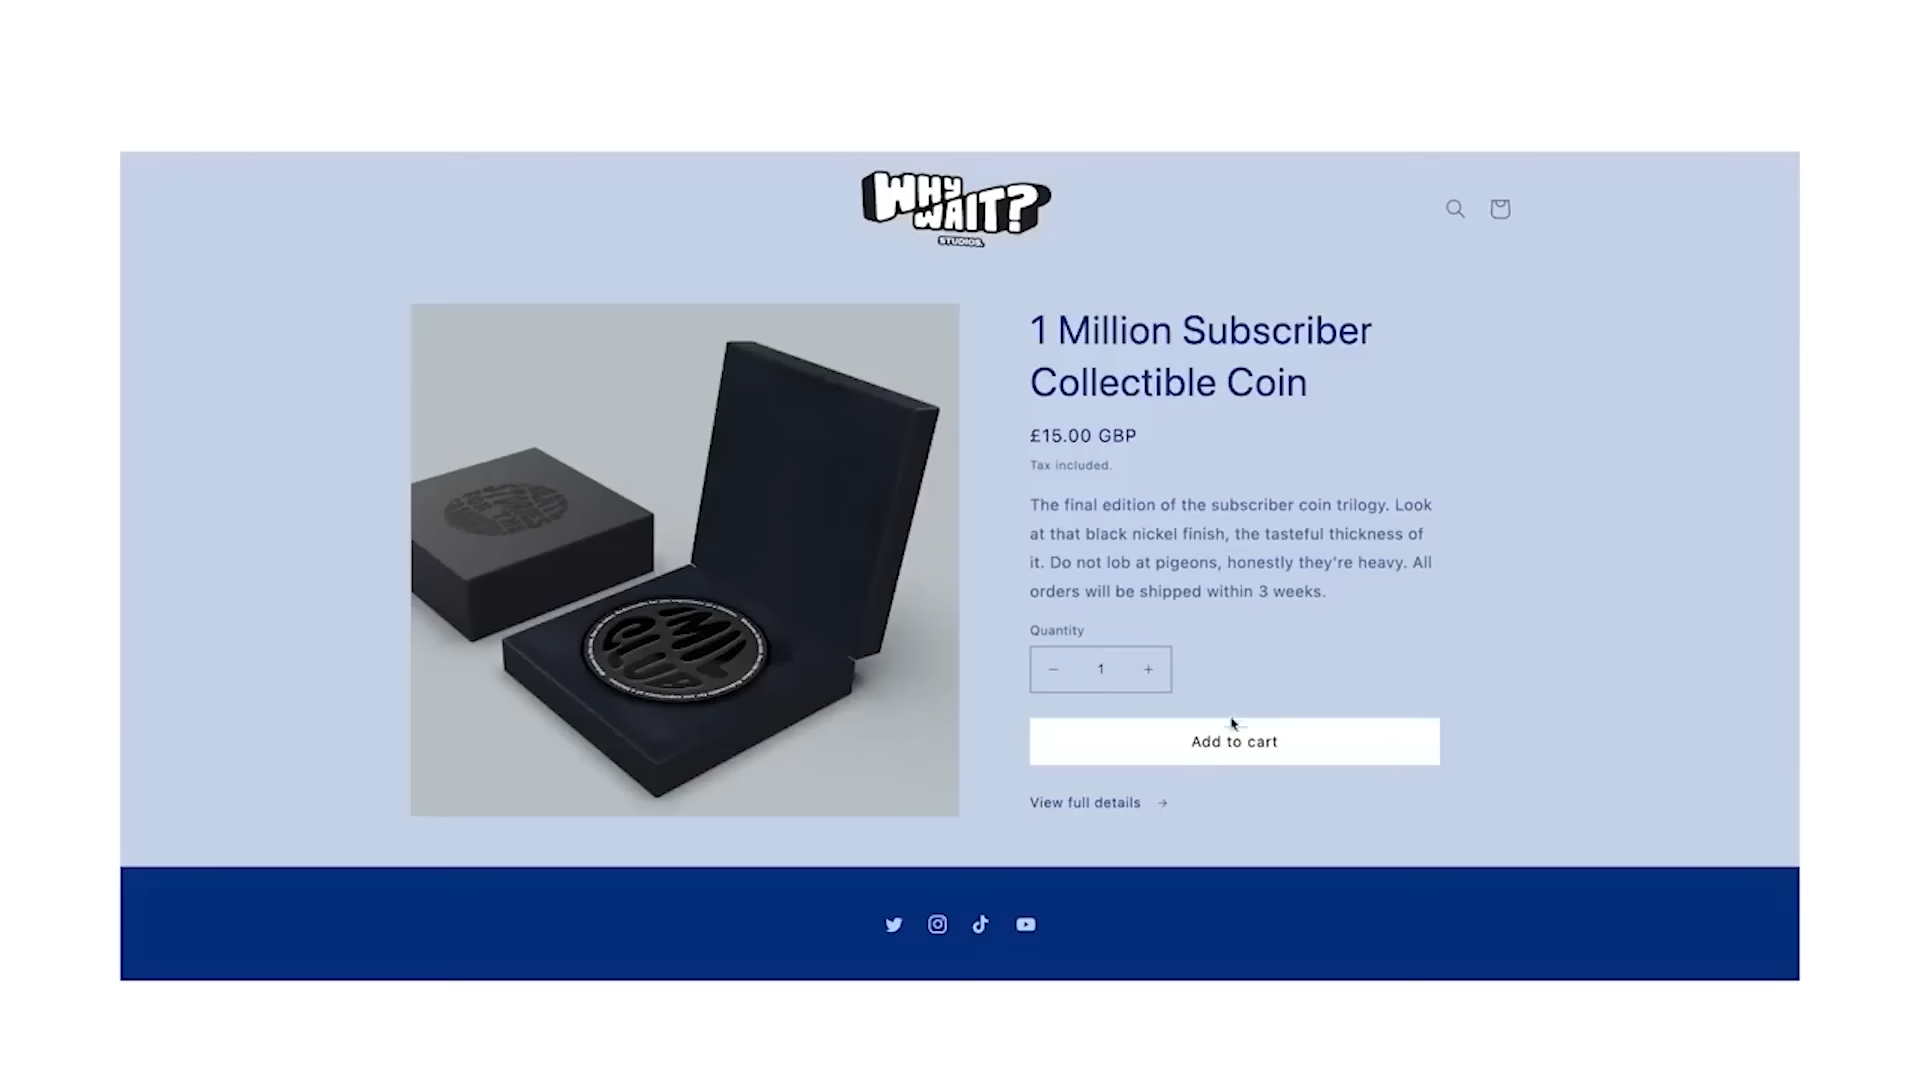 WHY
WAIT?
STUDIOS.
1 Million Subscriber
Collectible Coin
£15.00 GBP
Tax included.
The final edition of the subscriber coin trilogy. Look
at that black nickel finish, the tasteful thickness of
it. Do not lob at pigeons, honestly they're heavy. All
orders will be shipped within 3 weeks.
Quantity
− 1 +
Add to cart
View full details →
1MIL
CLUB